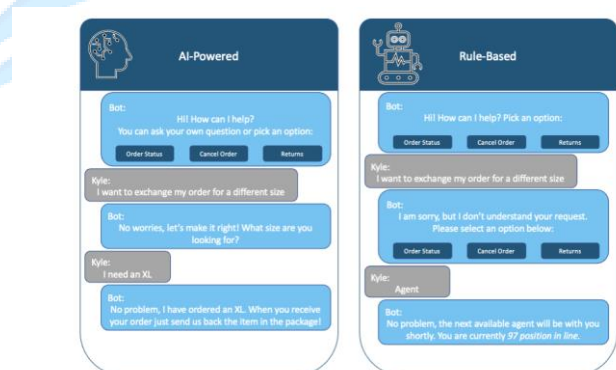 AI-Powered
Bot:
Hi! How can I help?
You can ask your own question or pick an option:
Order Status
Cancel Order
Returns
Kyle:
I want to exchange my order for a different size
Bot:
No worries, let's make it right! What size are you
looking for?
Kyle:
I need an XL
Bot:
No problem, I have ordered an XL. When you receive
your order just send us back the item in the package!
Rule-Based
Bot:
Hi! How can I help? Pick an option:
Order Status
Cancel Order
Returns
Kyle:
I want to exchange my order for a different size
Bot:
I am sorry, but I don't understand your request.
Please select an option below:
Order Status
Cancel Order
Returns
Kyle:
Agent
Bot:
No problem, the next available agent will be with you
shortly. You are currently 97 position in line.